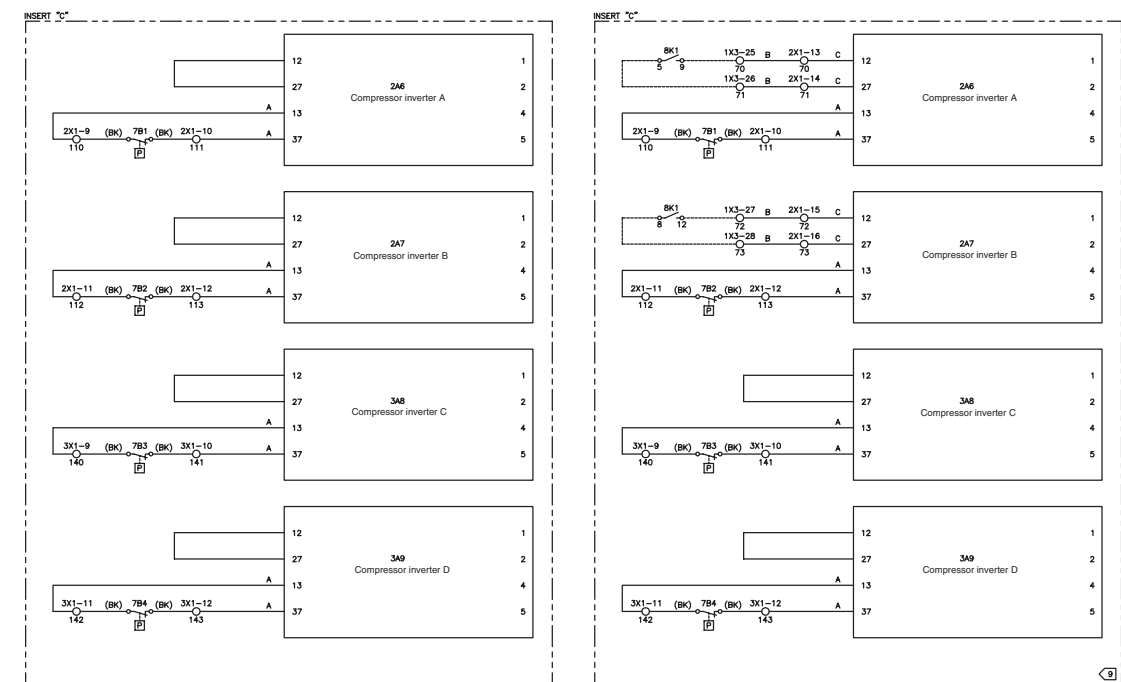 INSERT "C"
12 1
27 2
2A6
Compressor inverter A
A 13 4
2X1-9 (BK) 7B1 (BK) 2X1-10 A 37 5
110 P 111
12 1
27 2
2A7
Compressor inverter B
A 13 4
2X1-11 (BK) 7B2 (BK) 2X1-12 A 37 5
112 P 113
12 1
27 2
3A8
Compressor inverter C
A 13 4
3X1-9 (BK) 7B3 (BK) 3X1-10 A 37 5
140 P 141
12 1
27 2
3A9
Compressor inverter D
A 13 4
3X1-11 (BK) 7B4 (BK) 3X1-12 A 37 5
142 P 143
INSERT "C"
8K1 1X3-25 B 2X1-13 C 12 1
5 9 70 70
1X3-26 B 2X1-14 C 27 2
71 71
2A6
Compressor inverter A
A 13 4
2X1-9 (BK) 7B1 (BK) 2X1-10 A 37 5
110 P 111
8K1 1X3-27 B 2X1-15 C 12 1
8 12 72 72
1X3-28 B 2X1-16 C 27 2
73 73
2A7
Compressor inverter B
A 13 4
2X1-11 (BK) 7B2 (BK) 2X1-12 A 37 5
112 P 113
12 1
27 2
3A8
Compressor inverter C
A 13 4
3X1-9 (BK) 7B3 (BK) 3X1-10 A 37 5
140 P 141
12 1
27 2
3A9
Compressor inverter D
A 13 4
3X1-11 (BK) 7B4 (BK) 3X1-12 A 37 5
142 P 143
9